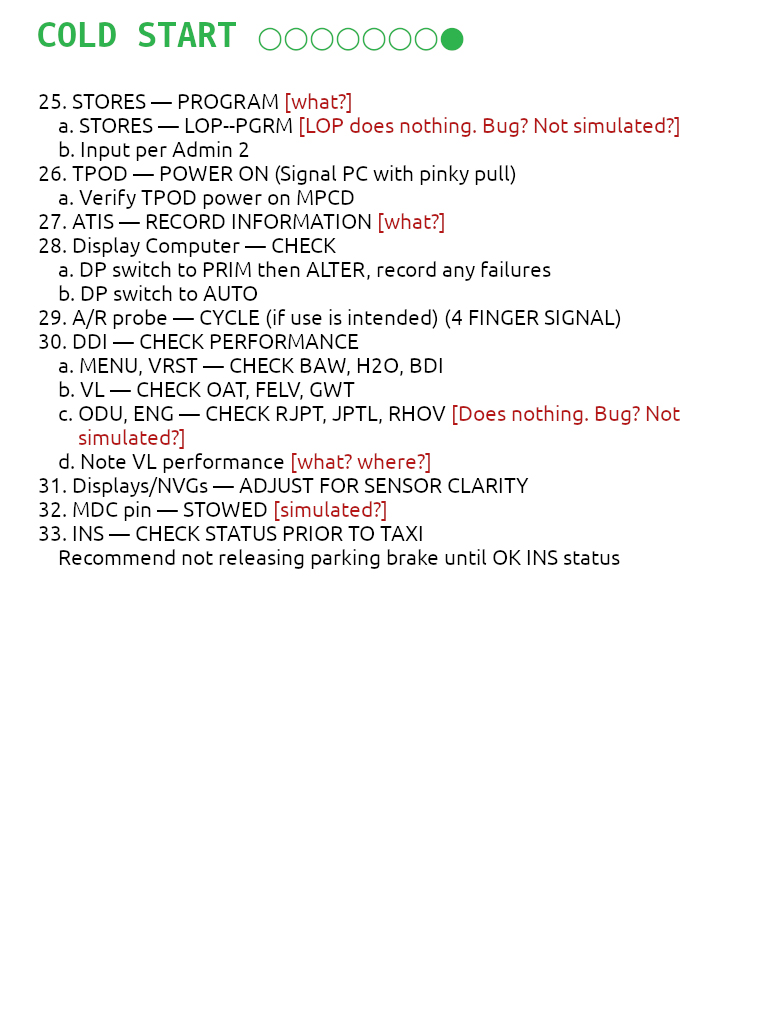 COLD START ○○○○○○○●
25. STORES — PROGRAM [what?]
a. STORES — LOP--PGRM [LOP does nothing. Bug? Not simulated?]
b. Input per Admin 2
26. TPOD — POWER ON (Signal PC with pinky pull)
a. Verify TPOD power on MPCD
27. ATIS — RECORD INFORMATION [what?]
28. Display Computer — CHECK
a. DP switch to PRIM then ALTER, record any failures
b. DP switch to AUTO
29. A/R probe — CYCLE (if use is intended) (4 FINGER SIGNAL)
30. DDI — CHECK PERFORMANCE
a. MENU, VRST — CHECK BAW, H2O, BDI
b. VL — CHECK OAT, FELV, GWT
c. ODU, ENG — CHECK RJPT, JPTL, RHOV [Does nothing. Bug? Not
simulated?]
d. Note VL performance [what? where?]
31. Displays/NVGs — ADJUST FOR SENSOR CLARITY
32. MDC pin — STOWED [simulated?]
33. INS — CHECK STATUS PRIOR TO TAXI
Recommend not releasing parking brake until OK INS status